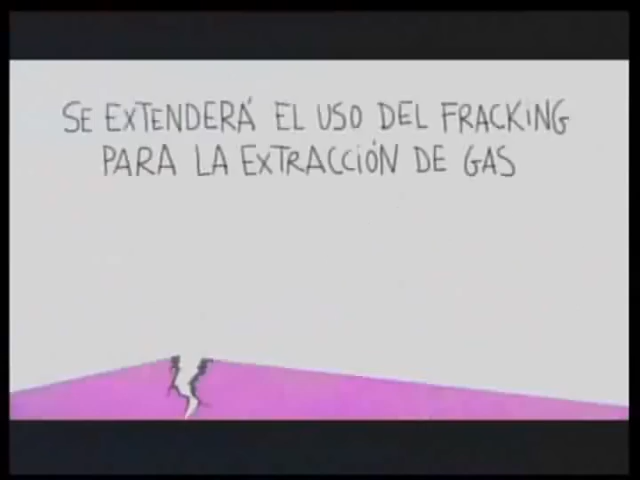 SE EXTENDERÁ EL USO DEL FRACKING
PARA LA EXTRACCIÓN DE GAS